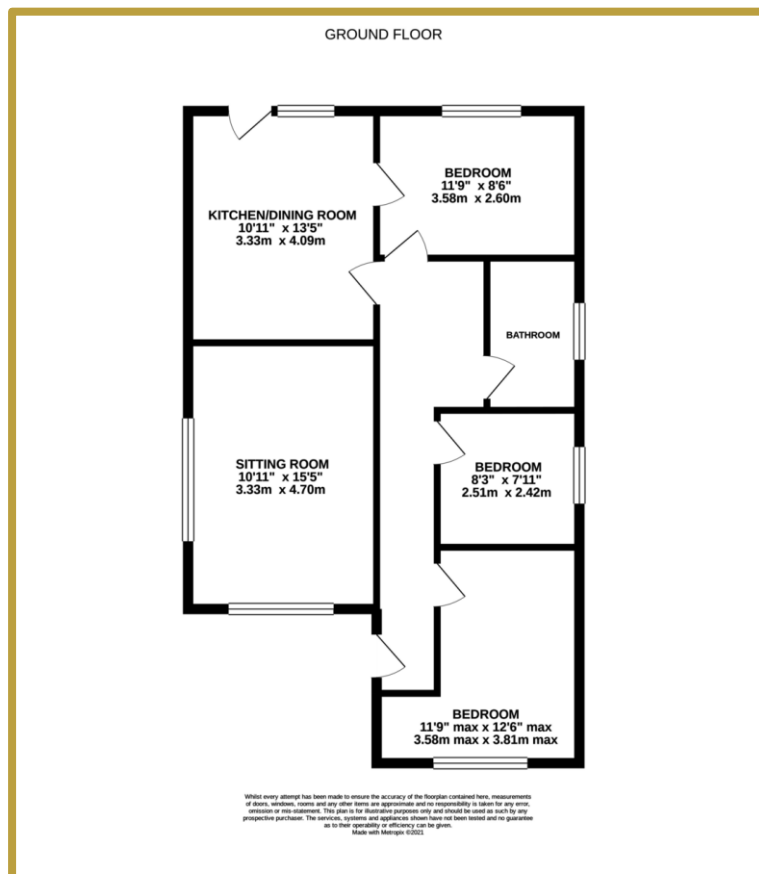 GROUND FLOOR
BEDROOM
11'9" x 8'6"
3.58m x 2.60m
KITCHEN/DINING ROOM
10'11" x 13'5"
3.33m x 4.09m
BATHROOM
SITTING ROOM
10'11" x 15'5"
3.33m x 4.70m
BEDROOM
8'3" x 7'11"
2.51m x 2.42m
BEDROOM
11'9" max x 12'6" max
3.58m max x 3.81m max
Whilst every attempt has been made to ensure the accuracy of the floorplan contained here, measurements
of doors, windows, rooms and any other items are approximate and no responsibility is taken for any error,
omission or mis-statement. This plan is for illustrative purposes only and should be used as such by any
prospective purchaser. The services, systems and appliances shown have not been tested and no guarantee
as to their operability or efficiency can be given.
Made with Metropix ©2021